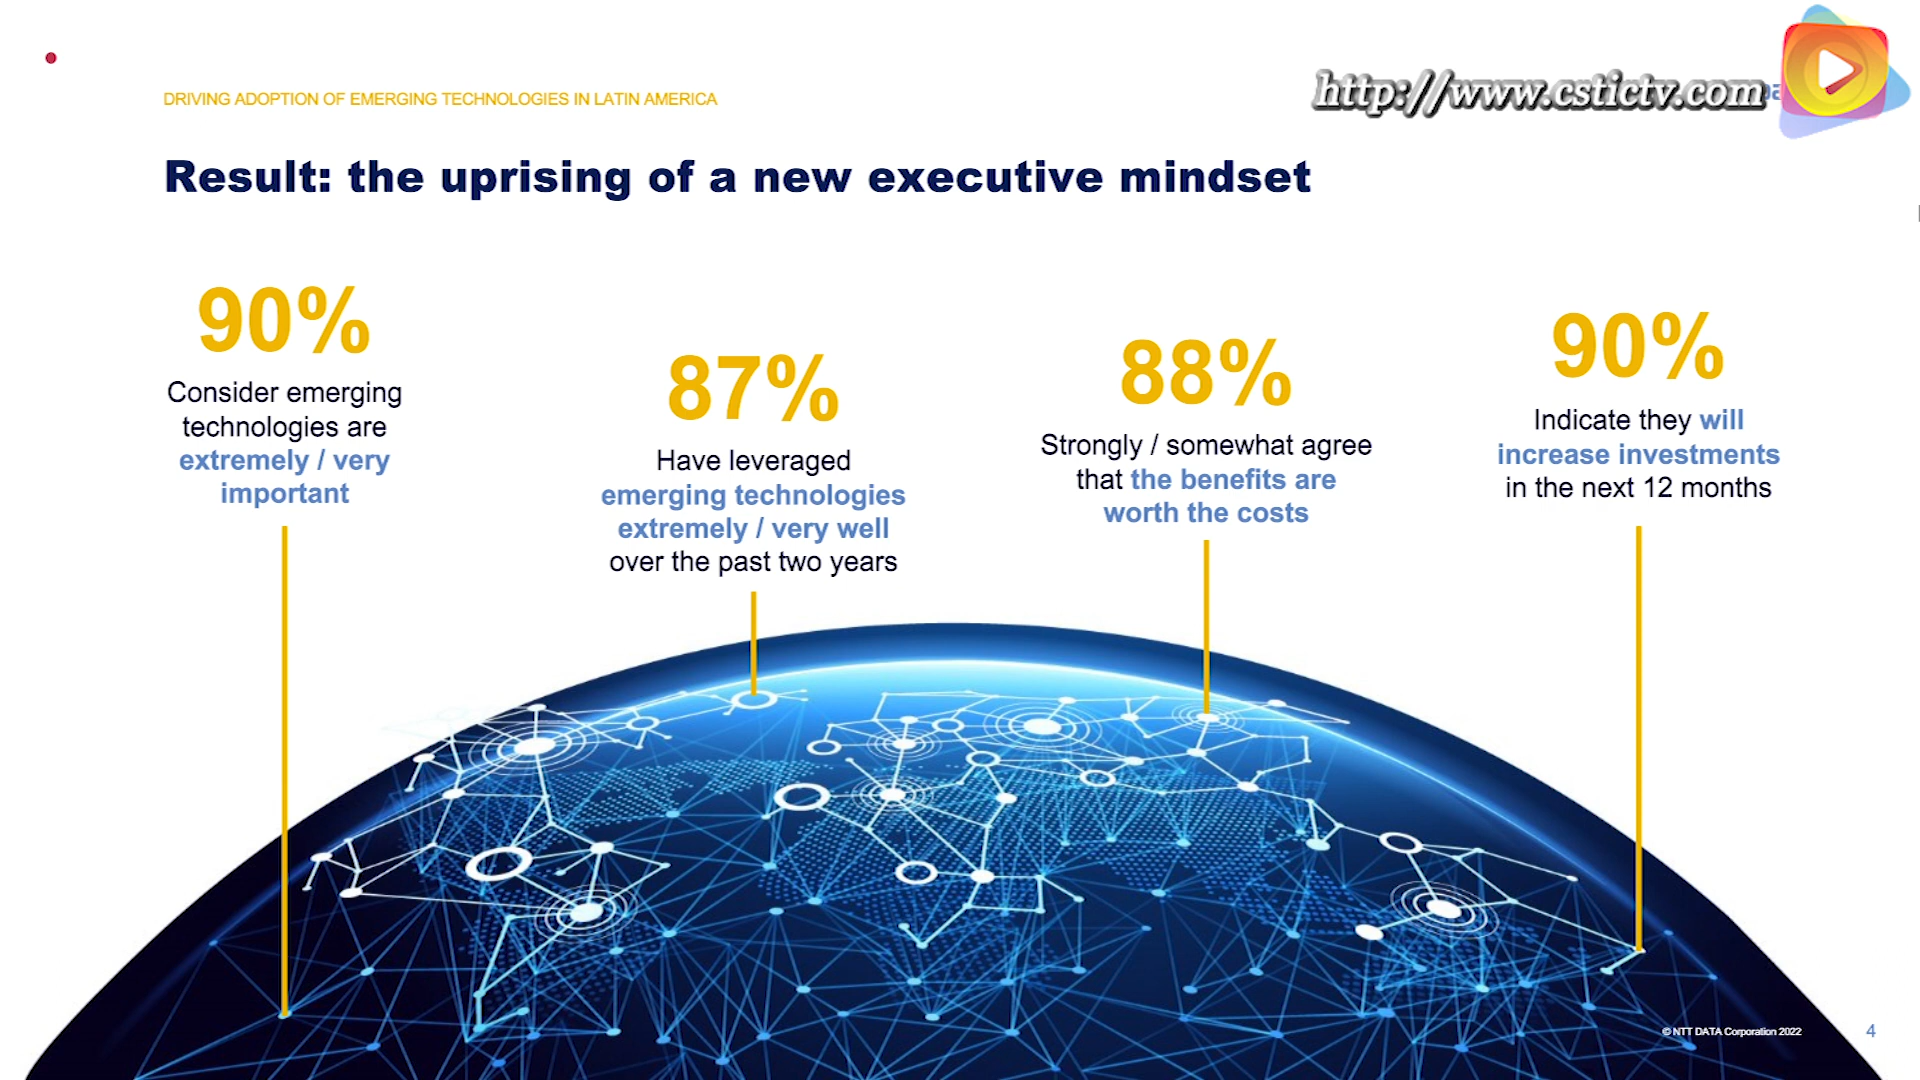 http://www.cstictv.com
DRIVING ADOPTION OF EMERGING TECHNOLOGIES IN LATIN AMERICA
Result: the uprising of a new executive mindset
90%
Consider emerging
technologies are
extremely / very
important
87%
Have leveraged
emerging technologies
extremely / very well
over the past two years
88%
Strongly / somewhat agree
that the benefits are
worth the costs
90%
Indicate they will
increase investments
in the next 12 months
© NTT DATA Corporation 2022
4